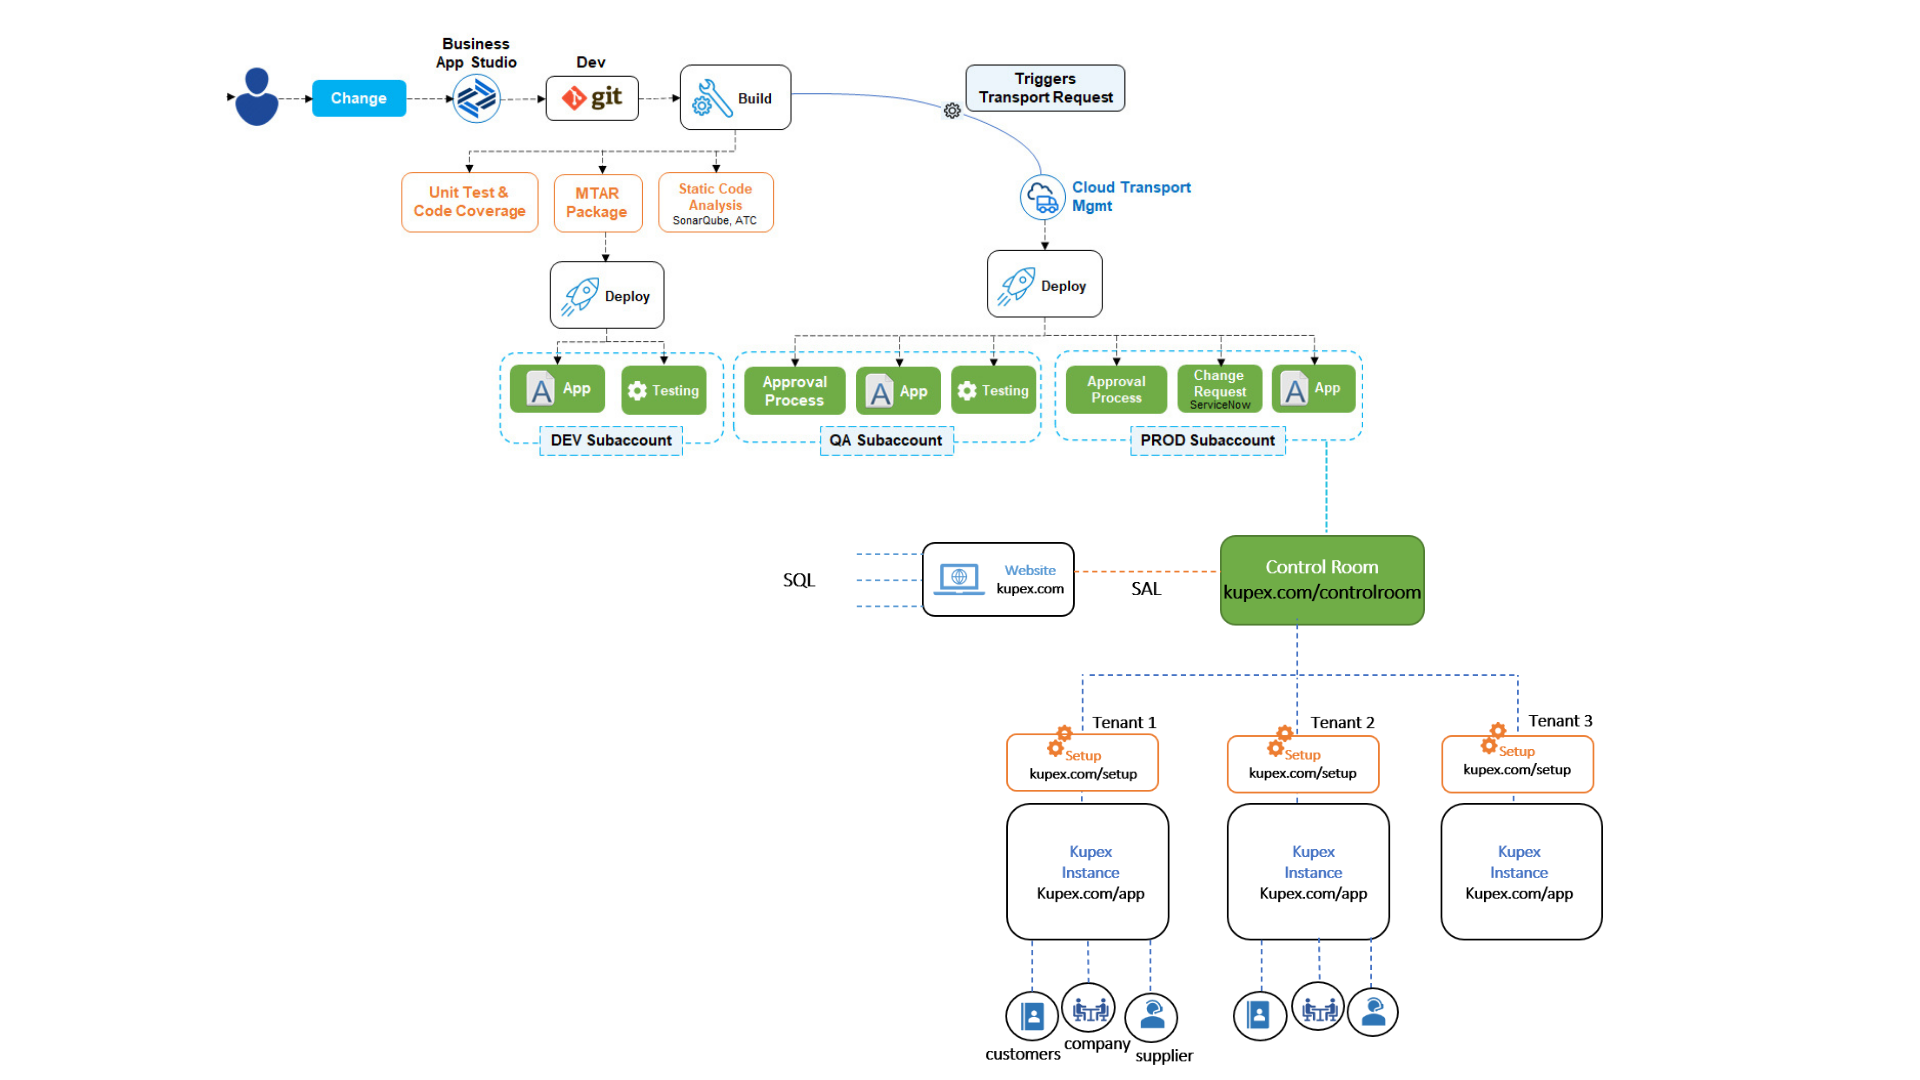 Business
App Studio
Dev
Change
git
Build
Triggers
Transport Request
Unit Test &
Code Coverage
MTAR
Package
Static Code
Analysis
SonarQube, ATC
Cloud Transport
Mgmt
Deploy
Deploy
A App
Testing
DEV Subaccount
Approval
Process
A App
Testing
QA Subaccount
Approval
Process
Change
Request
ServiceNow
A App
PROD Subaccount
SQL
Website
kupex.com
SAL
Control Room
kupex.com/controlroom
Tenant 1
Setup
kupex.com/setup
Tenant 2
Setup
kupex.com/setup
Tenant 3
Setup
kupex.com/setup
Kupex
Instance
Kupex.com/app
Kupex
Instance
Kupex.com/app
Kupex
Instance
Kupex.com/app
customers
company
supplier